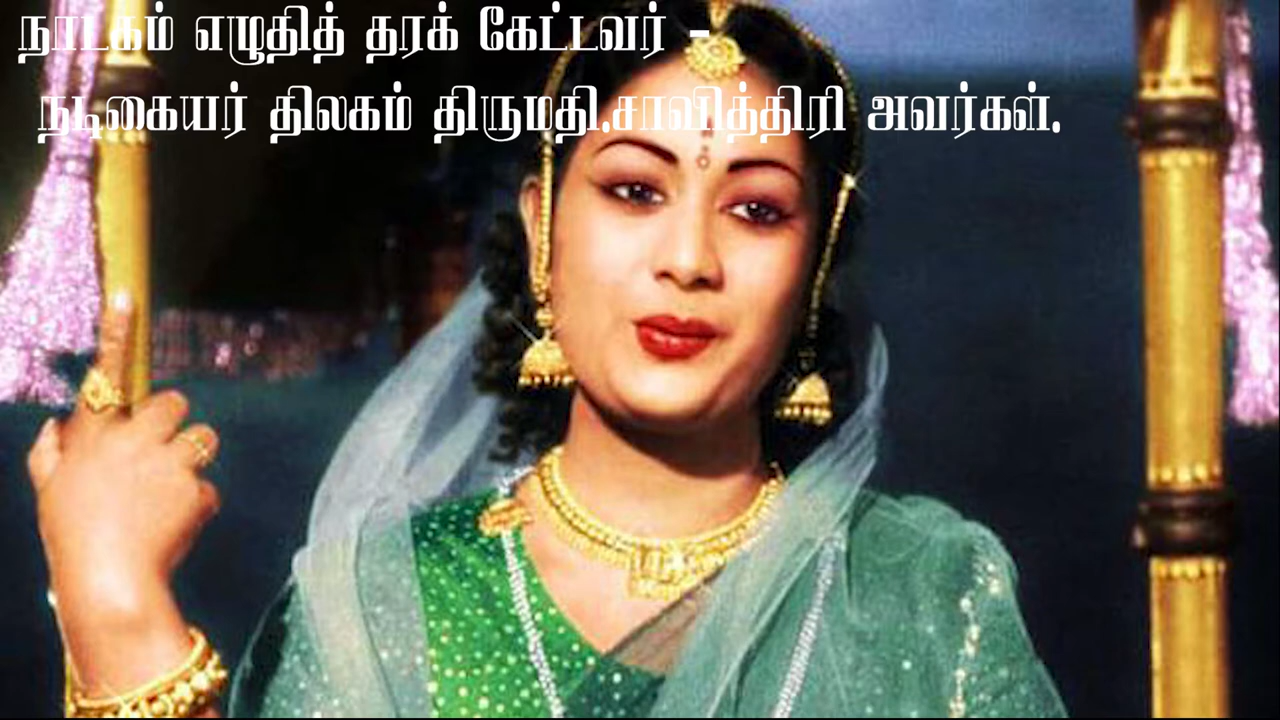 நாடகம் எழுதித் தரக் கேட்டவர் -
நடிகையர் திலகம் திருமதி.சாவித்திரி அவர்கள்.